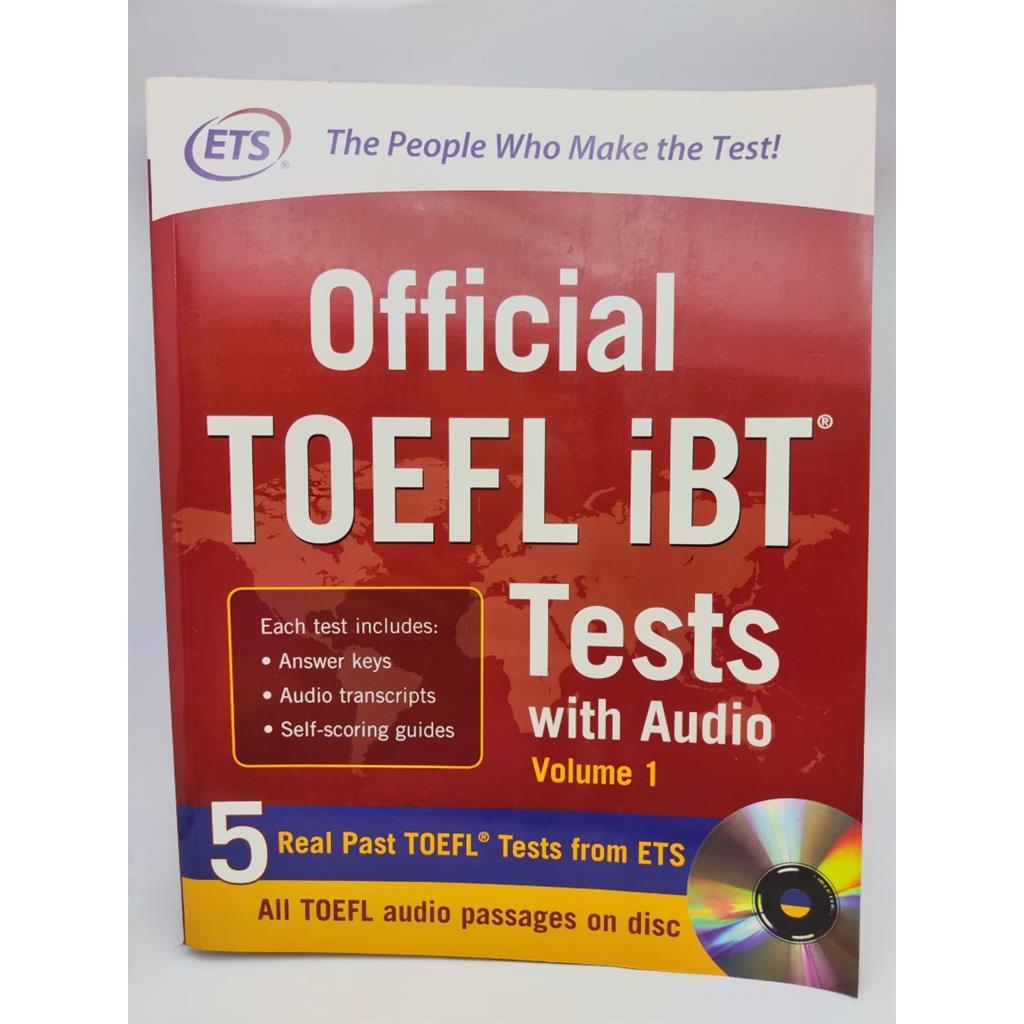 ETS®
The People Who Make the Test!
Official
TOEFL iBT®
Tests
with Audio
Volume 1
Each test includes:
• Answer keys
• Audio transcripts
• Self-scoring guides
5 Real Past TOEFL® Tests from ETS
All TOEFL audio passages on disc